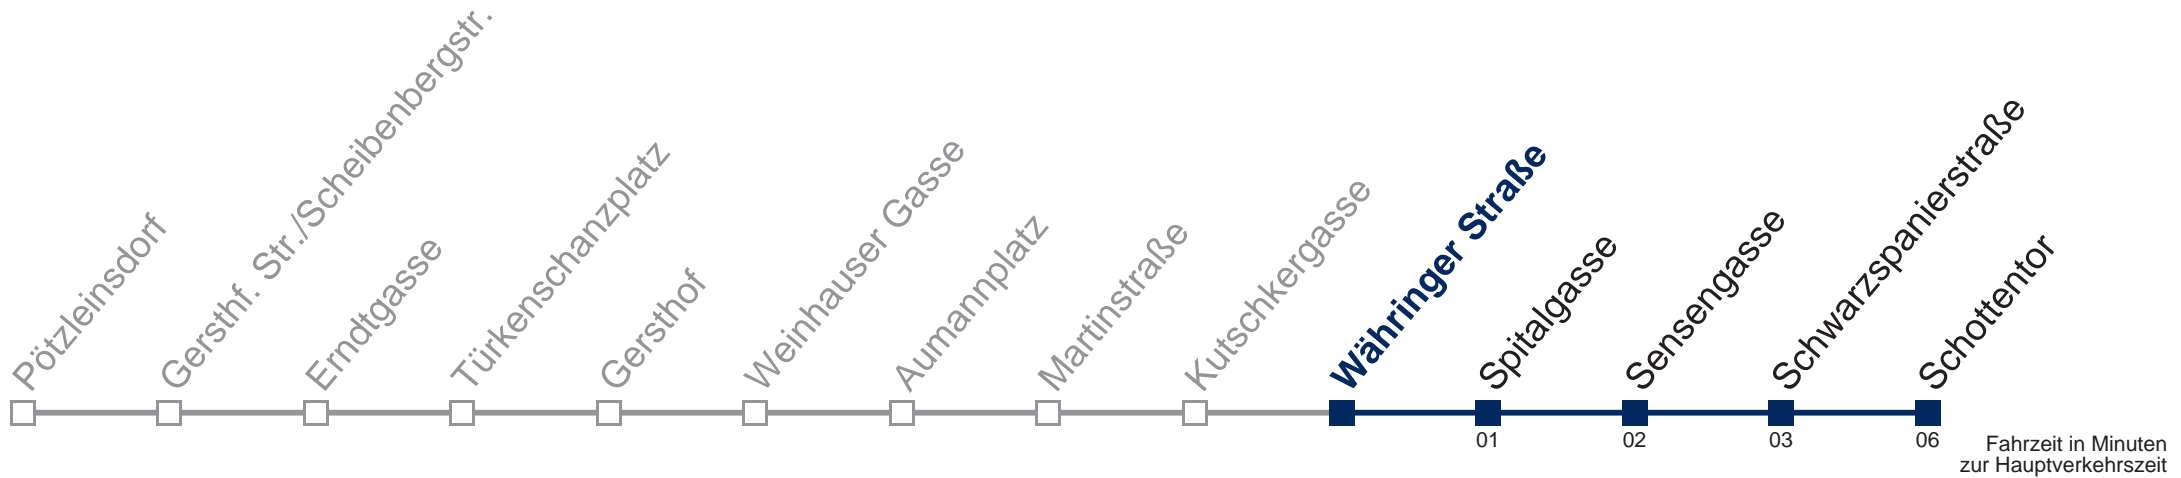 Pötzleinsdorf
Gersthf. Str./Scheibenbergstr.
Erndtgasse
Türkenschanzplatz
Gersthof
Weinhauser Gasse
Aumannplatz
Martinstraße
Kutschkergasse
Währinger Straße
Spitalgasse
Sensengasse
Schwarzspanierstraße
Schottentor
01
02
03
06
Fahrzeit in Minuten
zur Hauptverkehrszeit